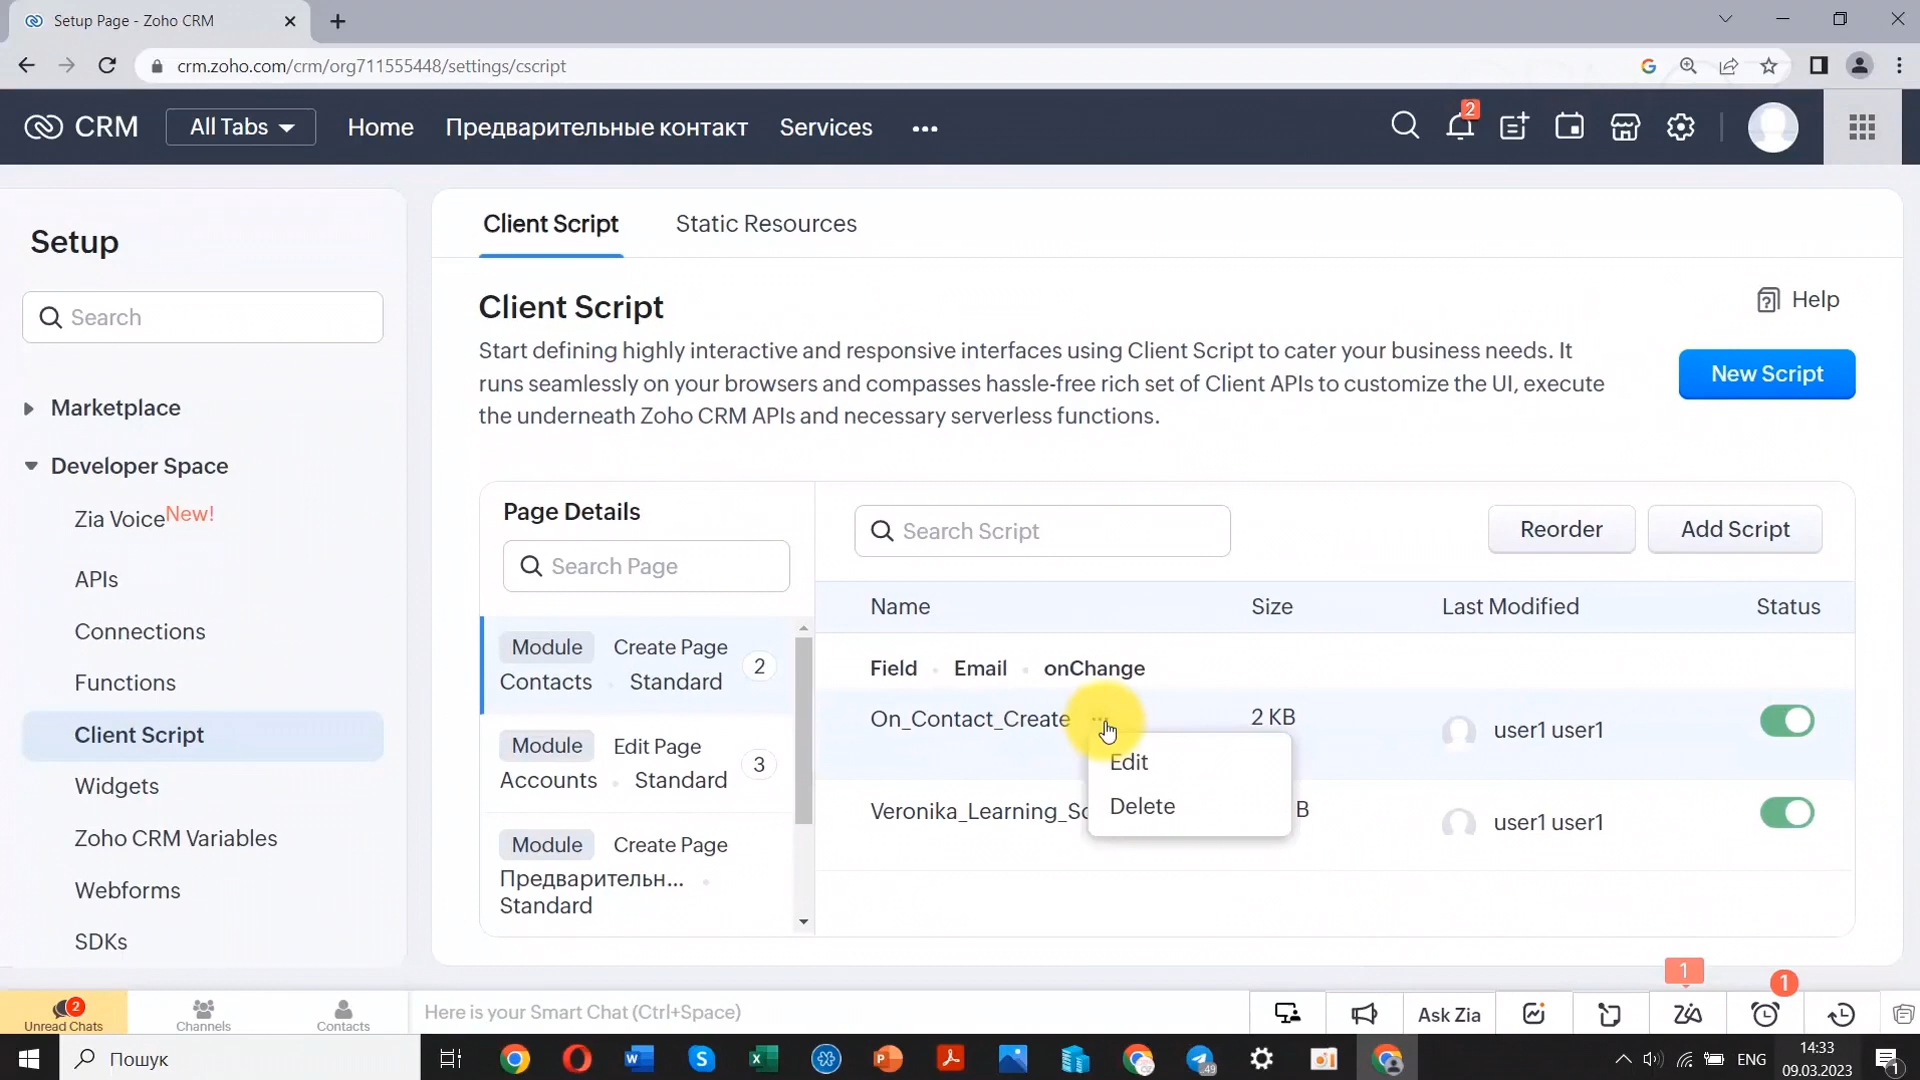 Setup Page - Zoho CRM
crm.zoho.com/crm/org711555448/settings/cscript
CRM
All Tabs
Home
Предварительные контакт
Services
2
Setup
Search
Marketplace
Developer Space
Zia Voice New!
APIs
Connections
Functions
Client Script
Widgets
Zoho CRM Variables
Webforms
SDKs
Client Script
Static Resources
Client Script
Help
Start defining highly interactive and responsive interfaces using Client Script to cater your business needs. It
runs seamlessly on your browsers and compasses hassle-free rich set of Client APIs to customize the UI, execute
the underneath Zoho CRM APIs and necessary serverless functions.
New Script
Page Details
Search Page
Module Create Page
Contacts Standard
2
Module Edit Page
Accounts Standard
3
Module Create Page
Предварительн...
Standard
Search Script
Reorder
Add Script
Name Size Last Modified Status
Field Email onChange
On_Contact_Create 2 KB user1 user1
Edit
Delete
Veronika_Learning_Sc B user1 user1
2
Unread Chats
Channels
Contacts
Here is your Smart Chat (Ctrl+Space)
Ask Zia
1
1
Пошук
49
ENG
14:33
09.03.2023
1